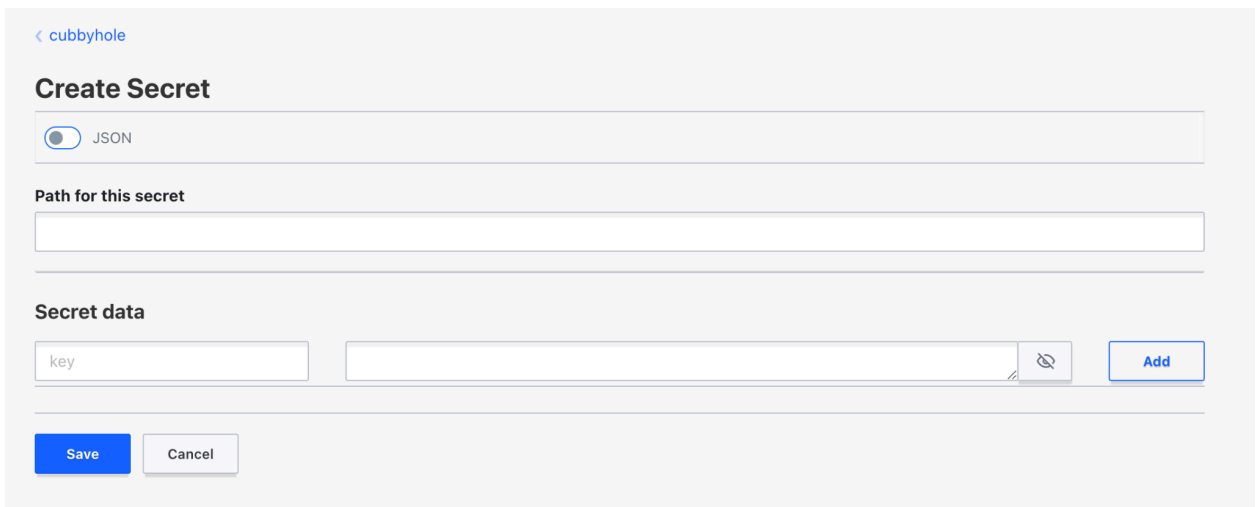 cubbyhole
Create Secret
JSON
Path for this secret
Secret data
key
Add
Save
Cancel